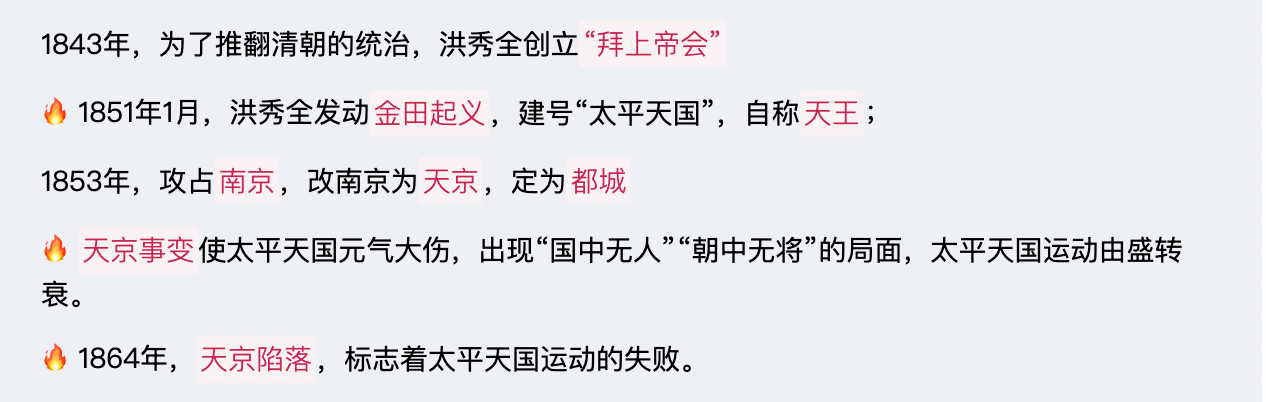 1843年，为了推翻清朝的统治，洪秀全创立“拜上帝会”
🔥 1851年1月，洪秀全发动金田起义，建号“太平天国”，自称天王；
1853年，攻占南京，改南京为天京，定为都城
🔥 天京事变使太平天国元气大伤，出现“国中无人”“朝中无将”的局面，太平天国运动由盛转
衰。
🔥 1864年，天京陷落，标志着太平天国运动的失败。